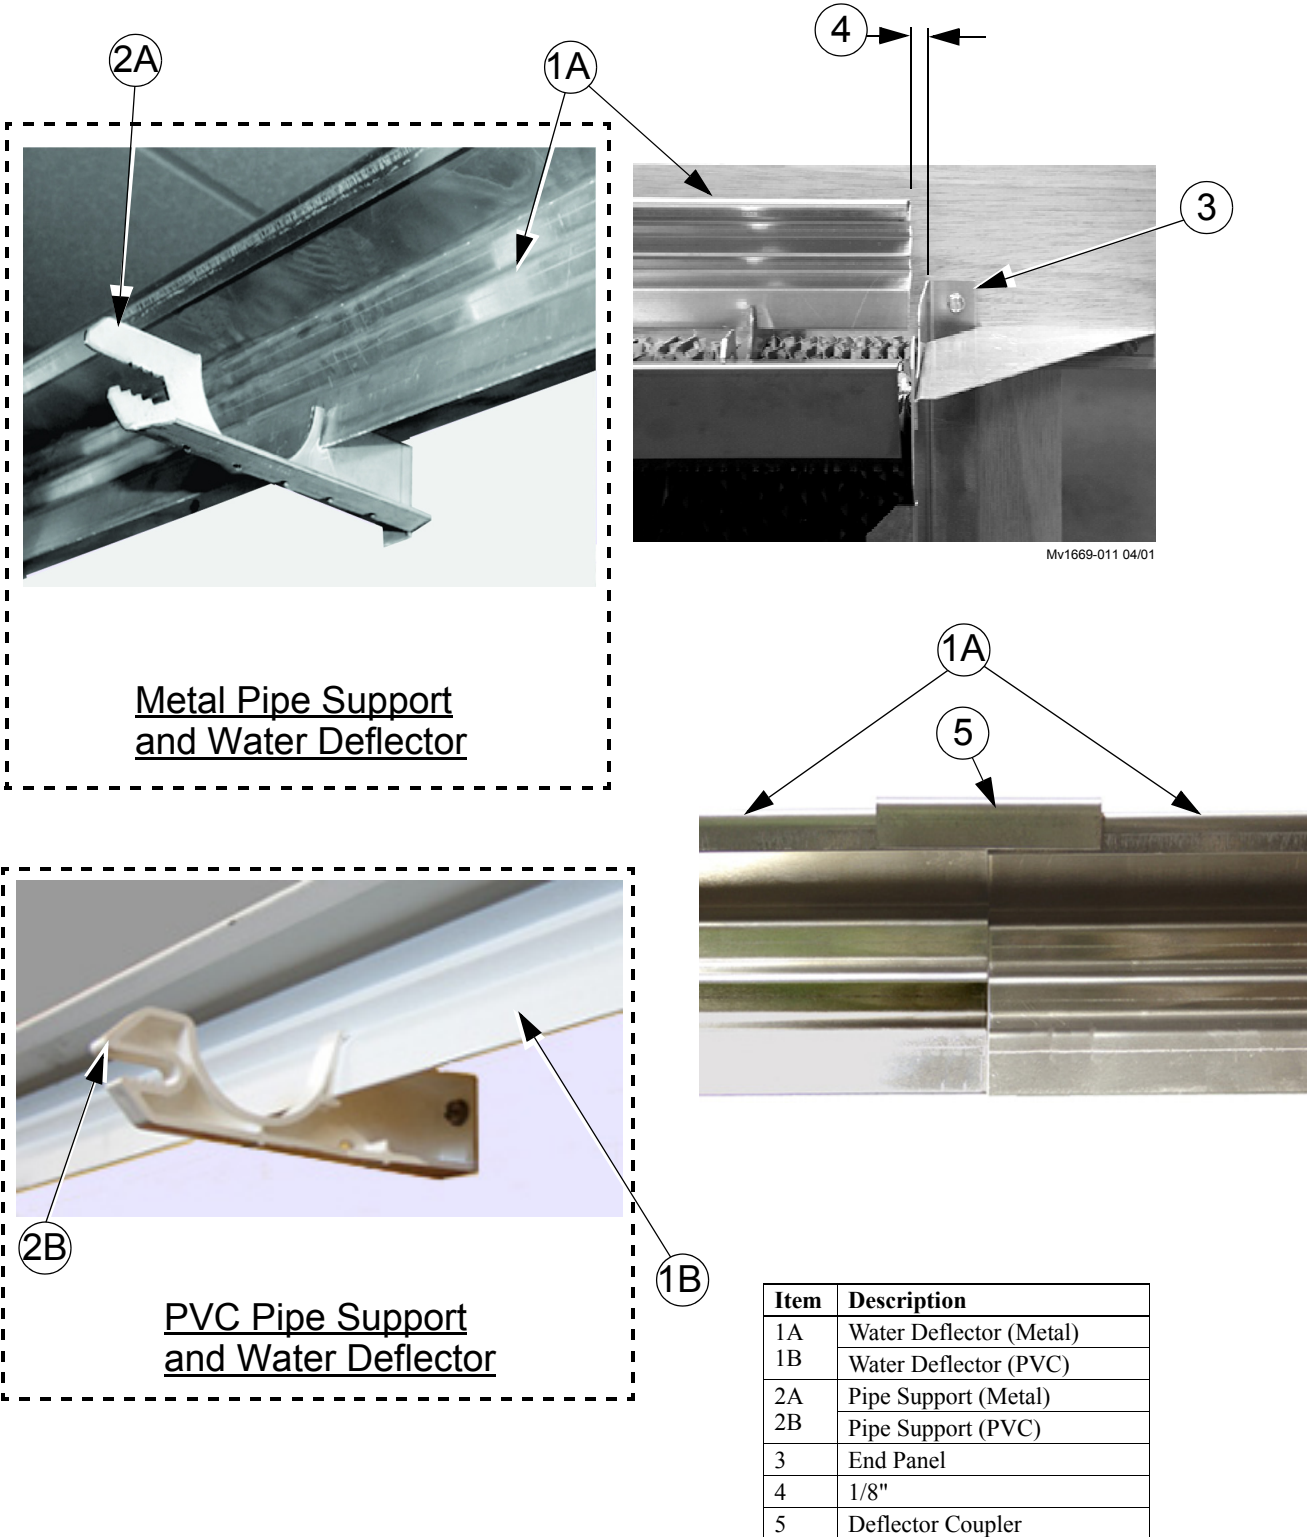 4
2A
1A
3
Mv1669-011 04/01
Metal Pipe Support
and Water Deflector
1A
5
2B
1B
PVC Pipe Support
and Water Deflector
Item Description
1A Water Deflector (Metal)
1B Water Deflector (PVC)
2A Pipe Support (Metal)
2B Pipe Support (PVC)
3 End Panel
4 1/8"
5 Deflector Coupler